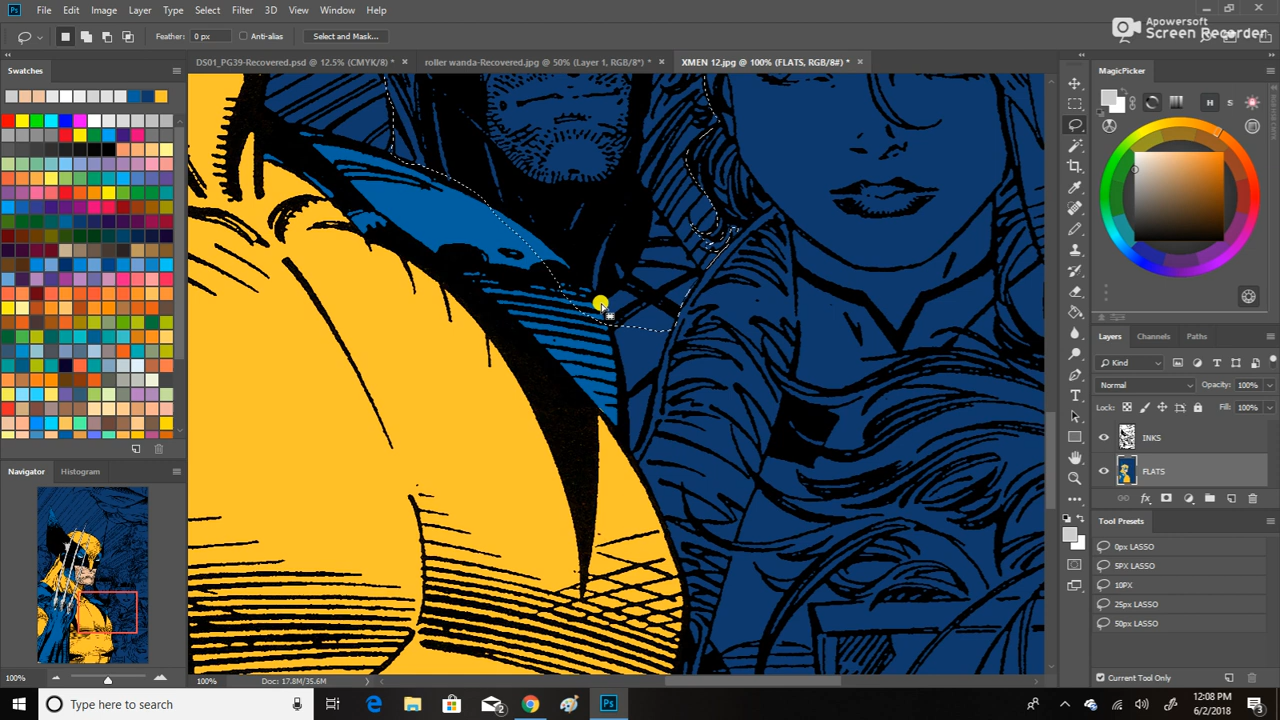 Ps File Edit Image Layer Type Select Filter 3D View Window Help
Apowersoft
Screen Recorder
Feather: 0 px Anti-alias Select and Mask...
DS01_PG39-Recovered.psd @ 12.5% (CMYK/8) * × roller wanda-Recovered.jpg @ 50% (Layer 1, RGB/8*) * × XMEN 12.jpg @ 100% (FLATS, RGB/8#) * ×
Swatches
MagicPicker
H S
Layers Channels Paths
Kind
Normal Opacity: 100%
Lock: Fill: 100%
INKS
FLATS
Tool Presets
0px LASSO
5PX LASSO
10PX
25px LASSO
50px LASSO
Current Tool Only
Navigator Histogram
100%
100% Doc: 17.8M/35.6M
Type here to search
2
Ps
12:08 PM
6/2/2018
3